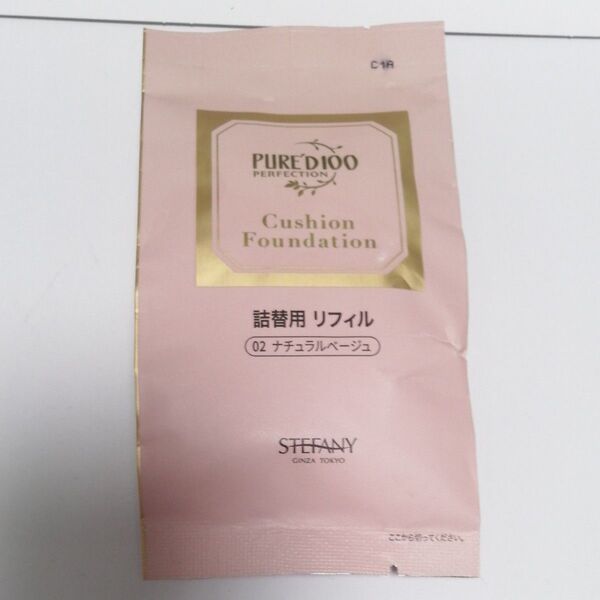 C1A
PURE'D 100
PERFECTION
Cushion
Foundation
詰替用 リフィル
02 ナチュラルベージュ
STEFANY
GINZA TOKYO
ここから切ってください。